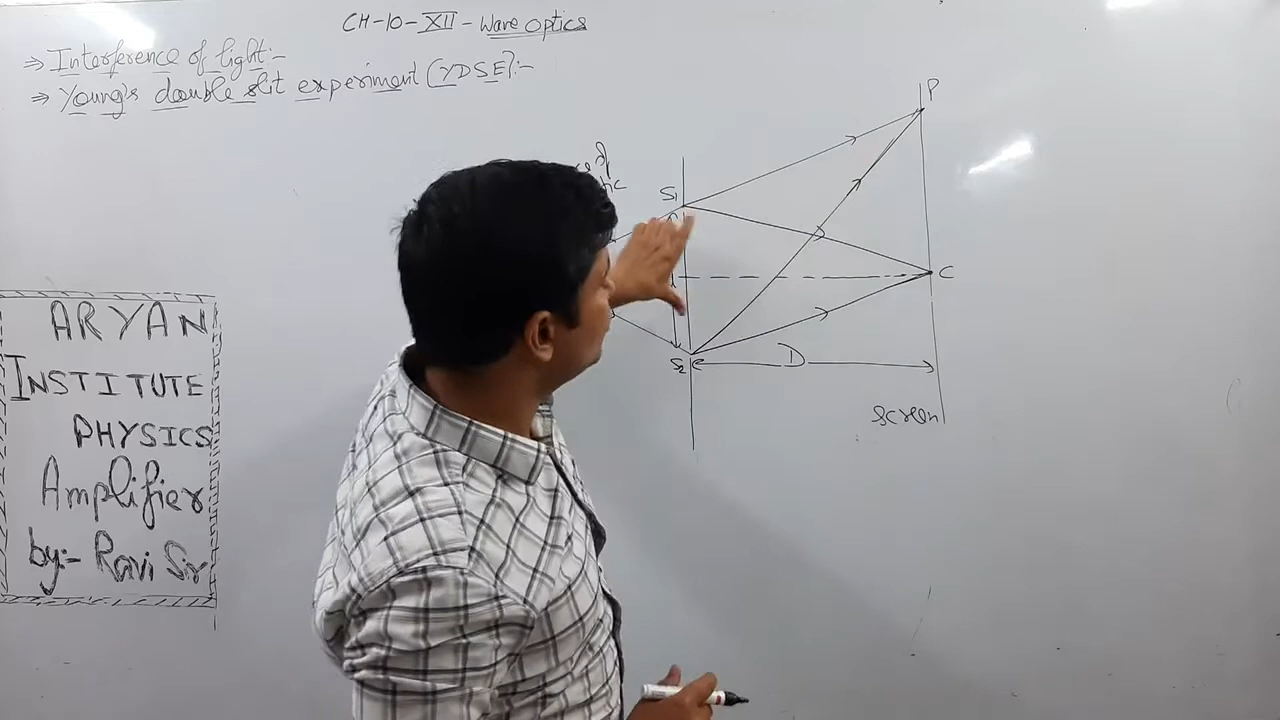 CH-10-XII-Wave Optics
⇒ Interference of light:-
⇒ Young's double slit experiment (YDSE):-
P
S1
C
S2
D
screen
ARYAN
INSTITUTE
PHYSICS
Amplifier
by:- Ravi Sir